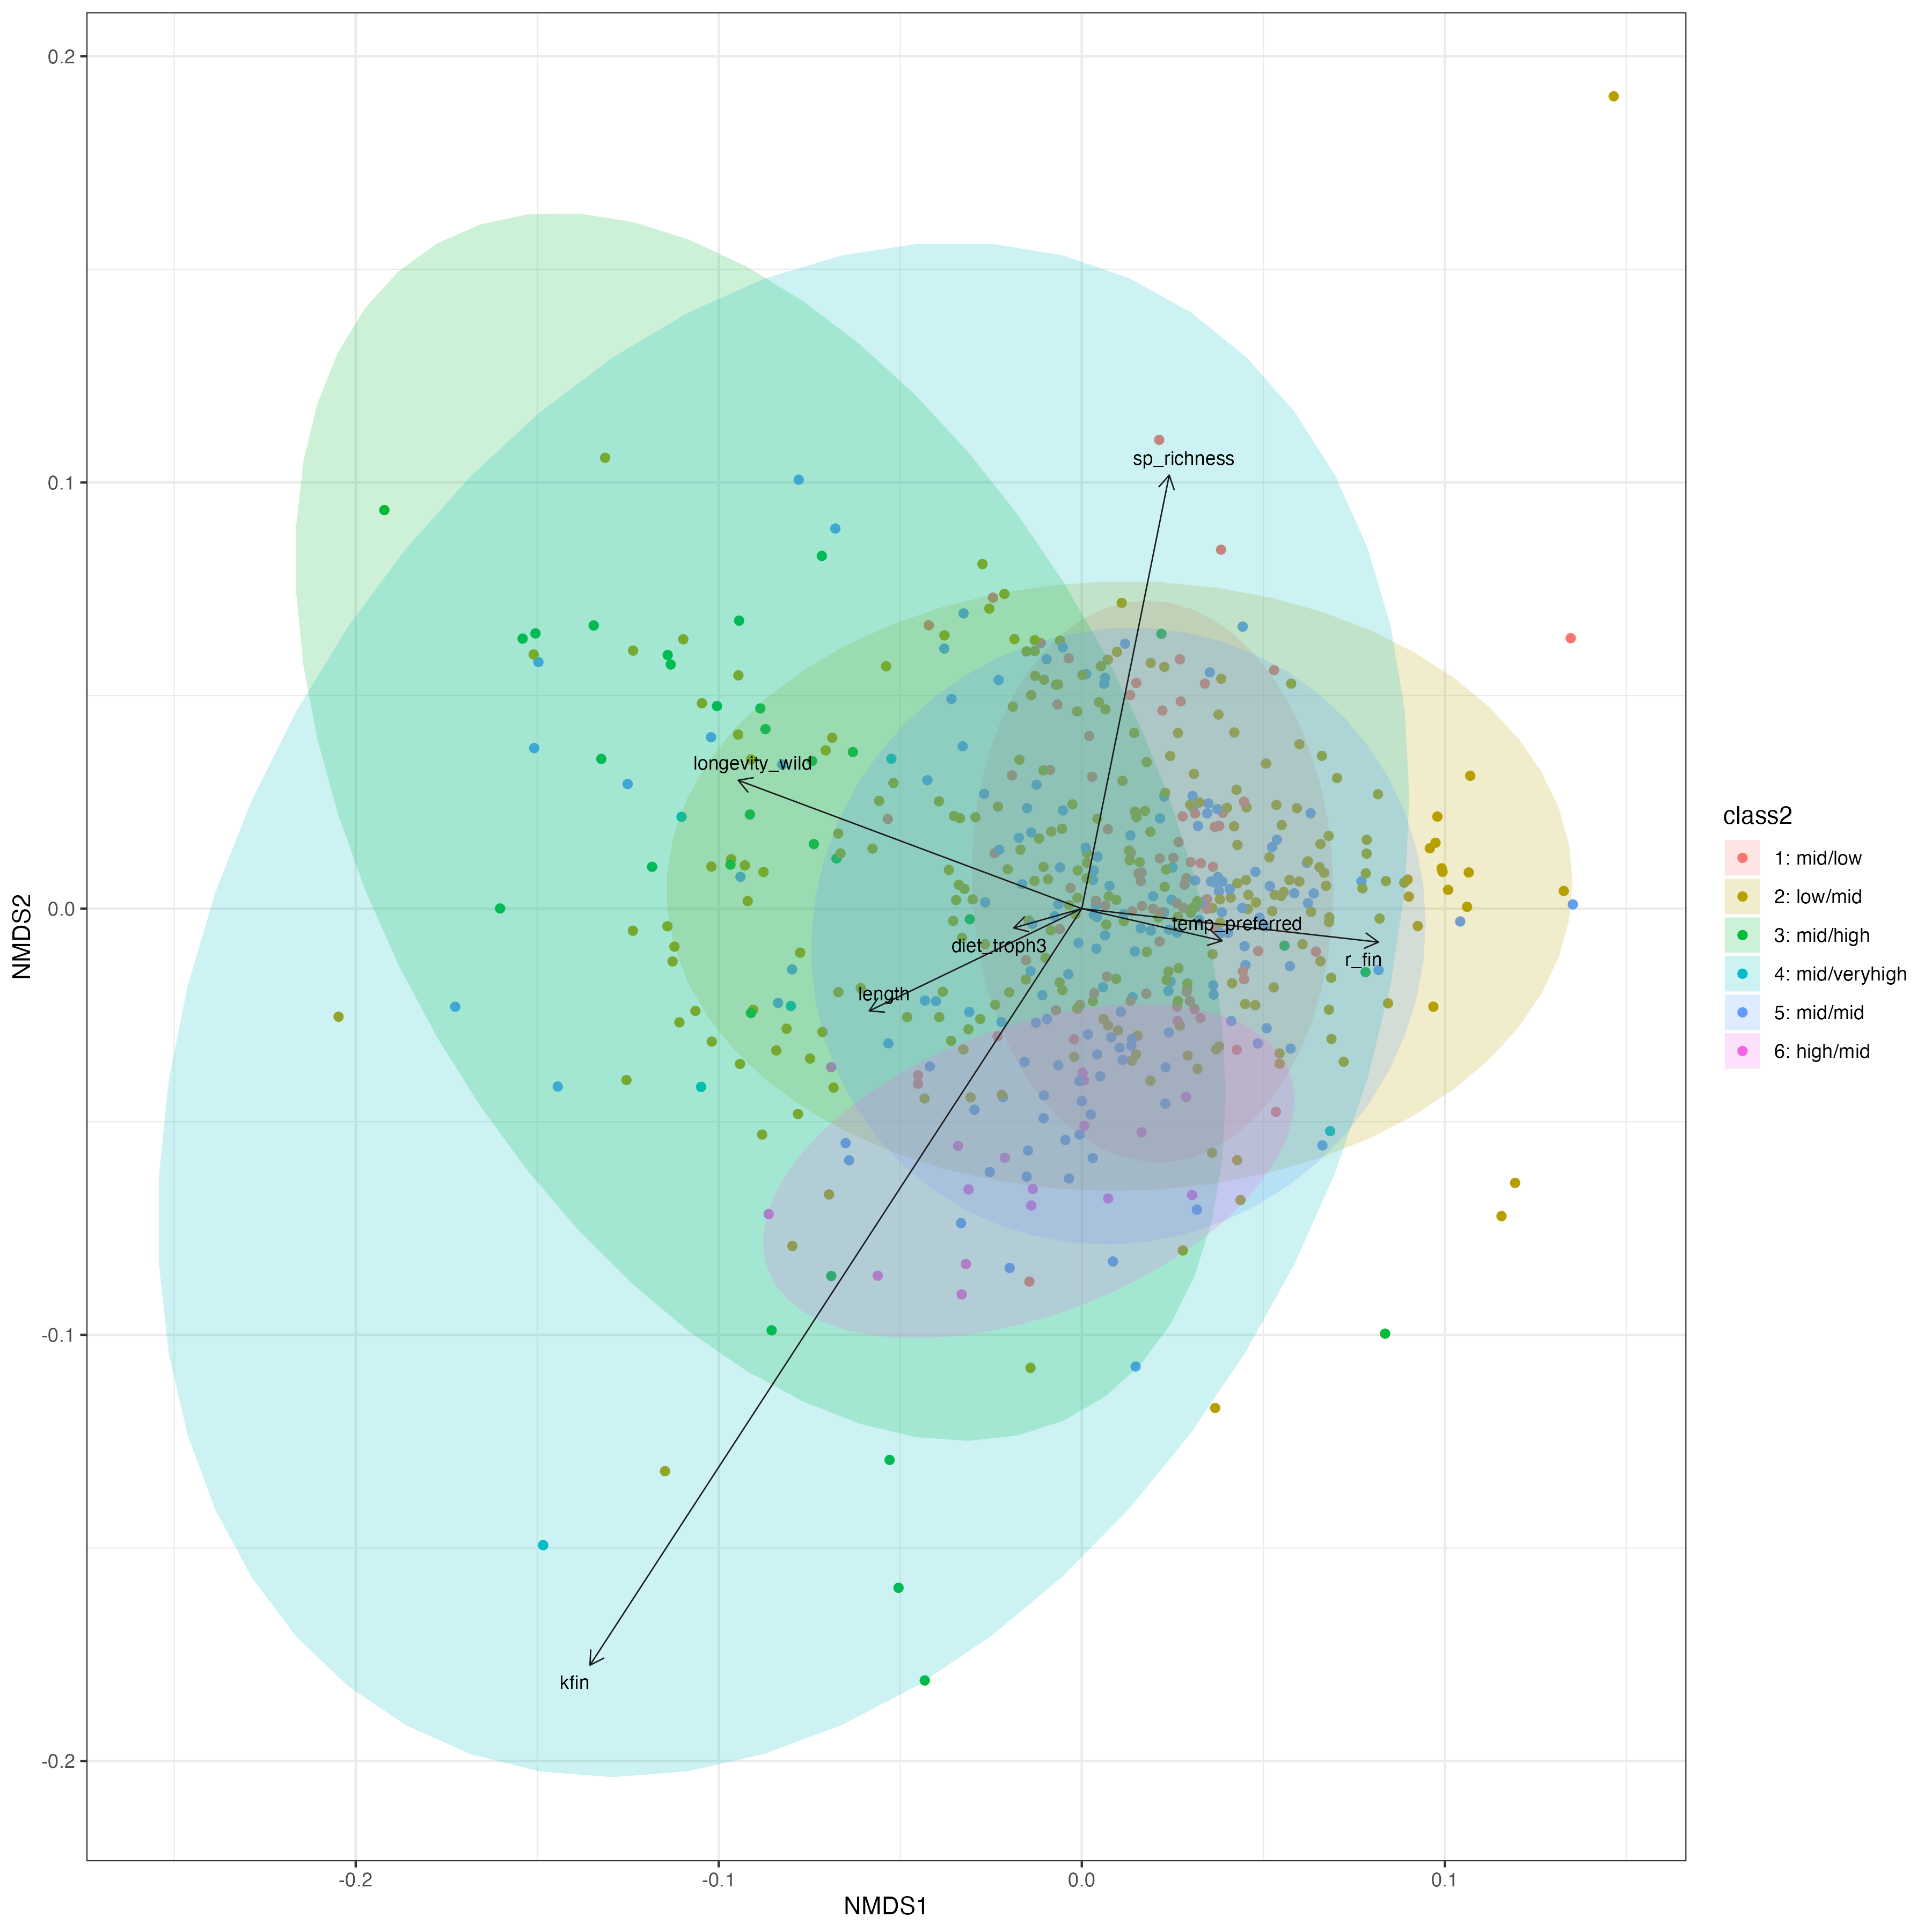 0.2
0.1
0.0
-0.1
-0.2
NMDS2
sp_richness
longevity_wild
temp_preferred
diet_troph3
r_fin
length
kfin
-0.2
-0.1
0.0
0.1
NMDS1
class2
1: mid/low
2: low/mid
3: mid/high
4: mid/veryhigh
5: mid/mid
6: high/mid